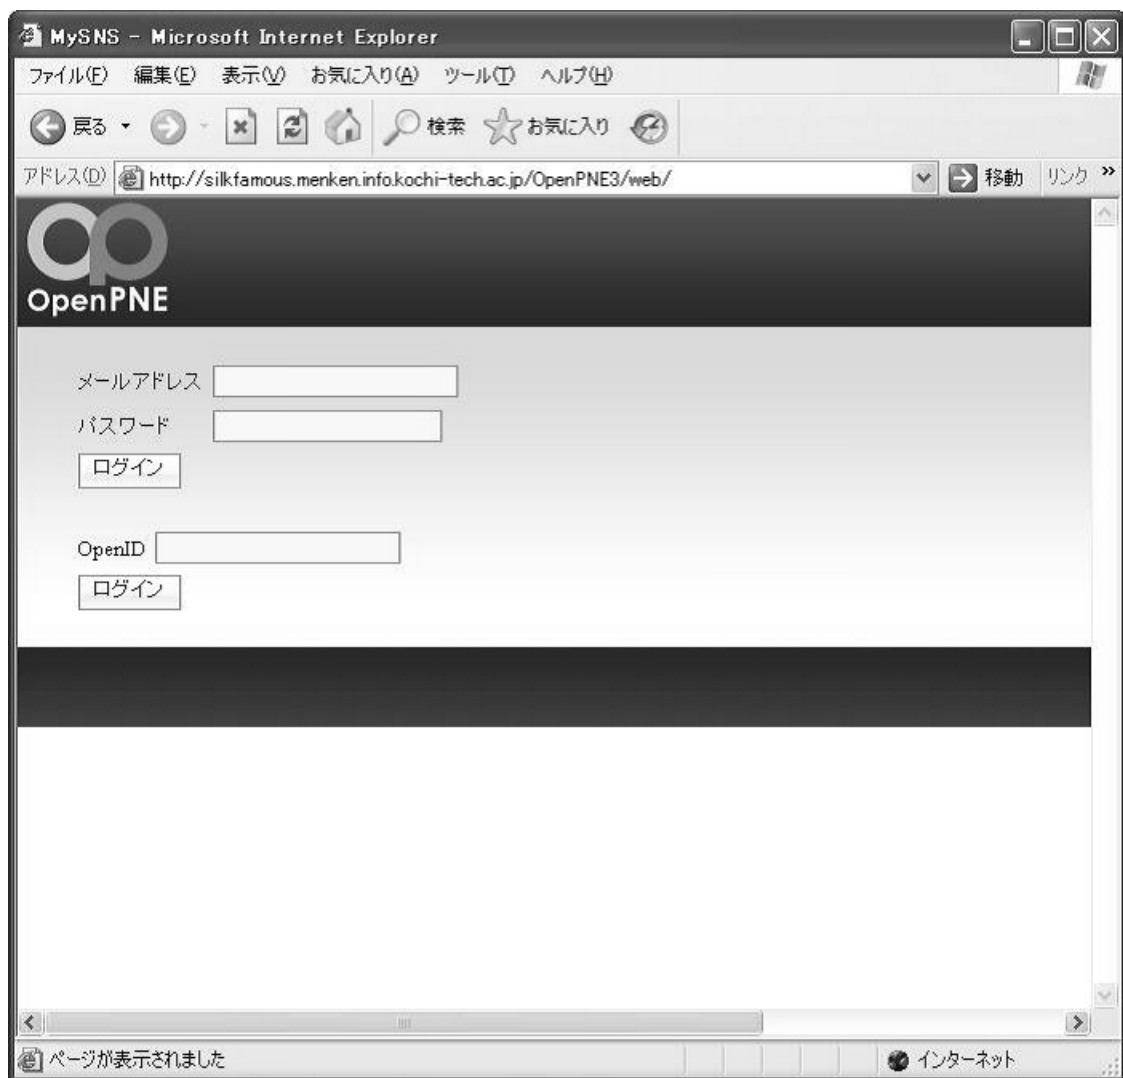 MySNS - Microsoft Internet Explorer
ファイル(F) 編集(E) 表示(V) お気に入り(A) ツール(T) ヘルプ(H)
戻る 検索 お気に入り
アドレス(D) http://silkfamous.menken.info.kochi-tech.ac.jp/OpenPNE3/web/ 移動 リンク »
OpenPNE
メールアドレス
パスワード
ログイン
OpenID
ログイン
ページが表示されました インターネット